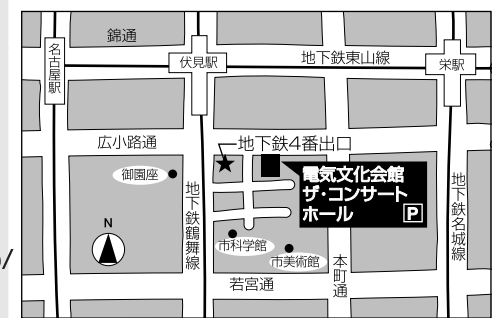 錦通
名古屋駅
伏見駅
地下鉄東山線
栄駅
広小路通
地下鉄4番出口
御園座
電気文化会館
ザ・コンサート
ホール
P
地下鉄鶴舞線
地下鉄名城線
N
市科学館
市美術館
本町通
若宮通
/